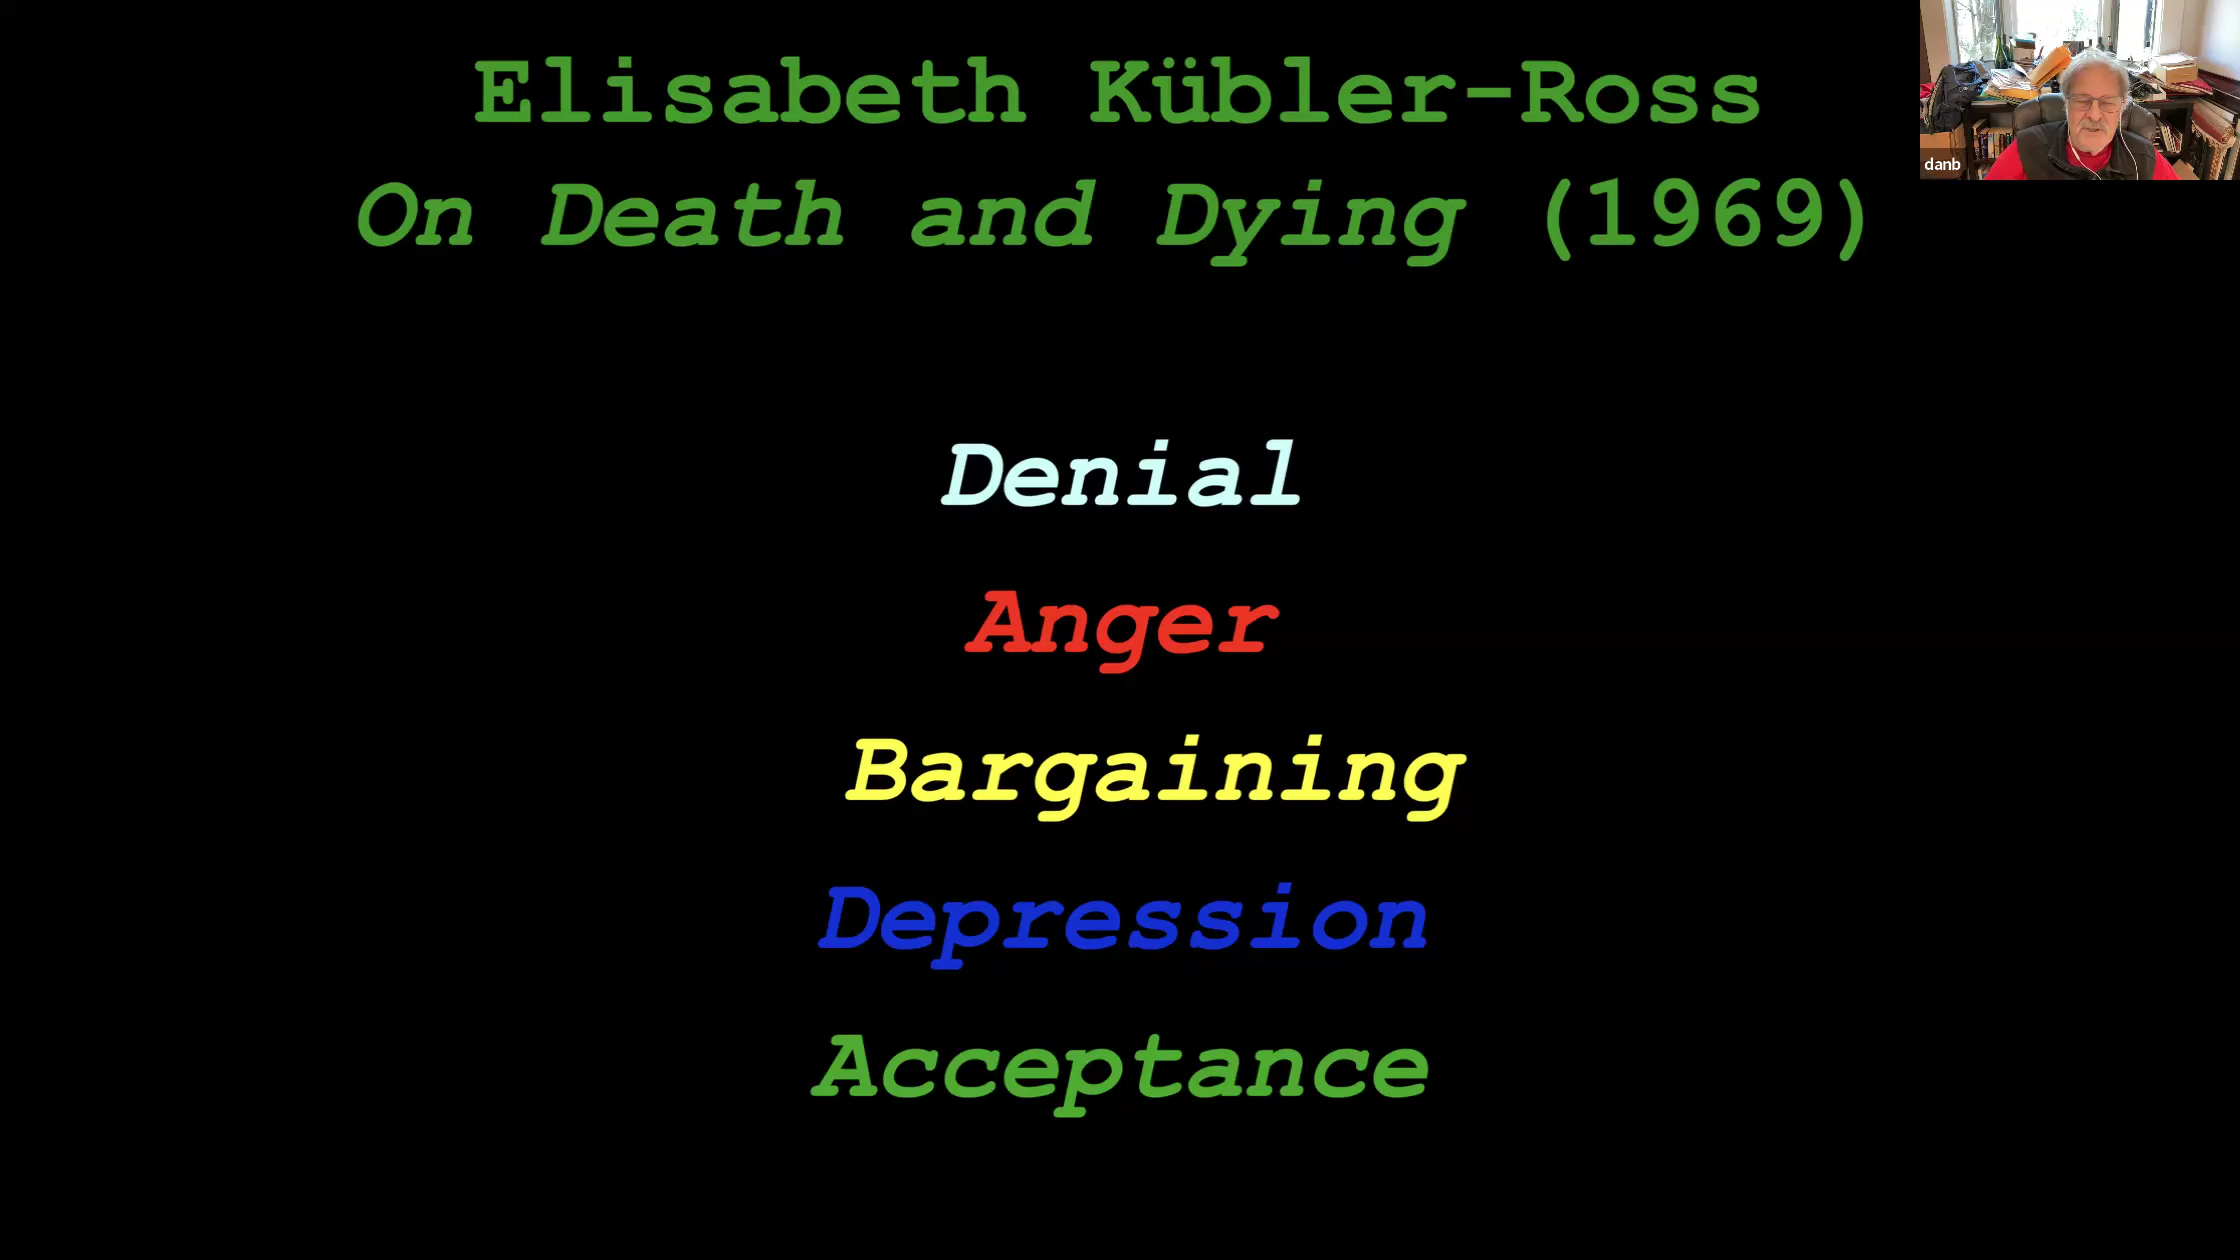 Elisabeth Kübler-Ross
On Death and Dying (1969)
danb
Denial
Anger
Bargaining
Depression
Acceptance